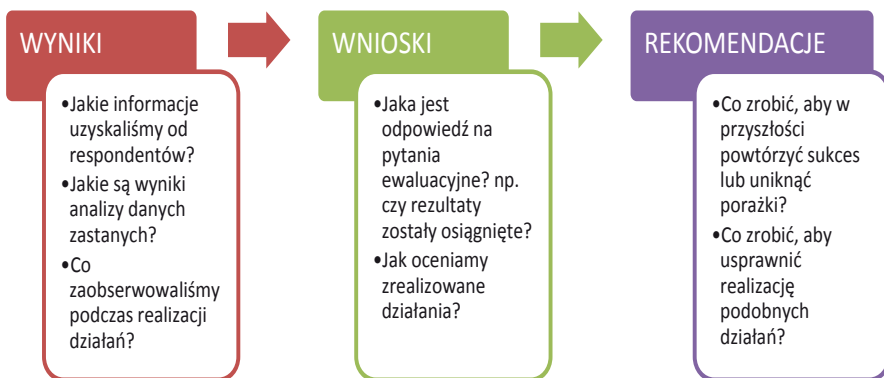 WYNIKI
•Jakie informacje
uzyskaliśmy od
respondentów?
•Jakie są wyniki
analizy danych
zastanych?
•Co
zaobserwowaliśmy
podczas realizacji
działań?
WNIOSKI
•Jaka jest
odpowiedź na
pytania
ewaluacyjne? np.
czy rezultaty
zostały osiągnięte?
•Jak oceniamy
zrealizowane
działania?
REKOMENDACJE
•Co zrobić, aby w
przyszłości
powtórzyć sukces
lub uniknąć
porażki?
•Co zrobić, aby
usprawnić
realizację
podobnych
działań?